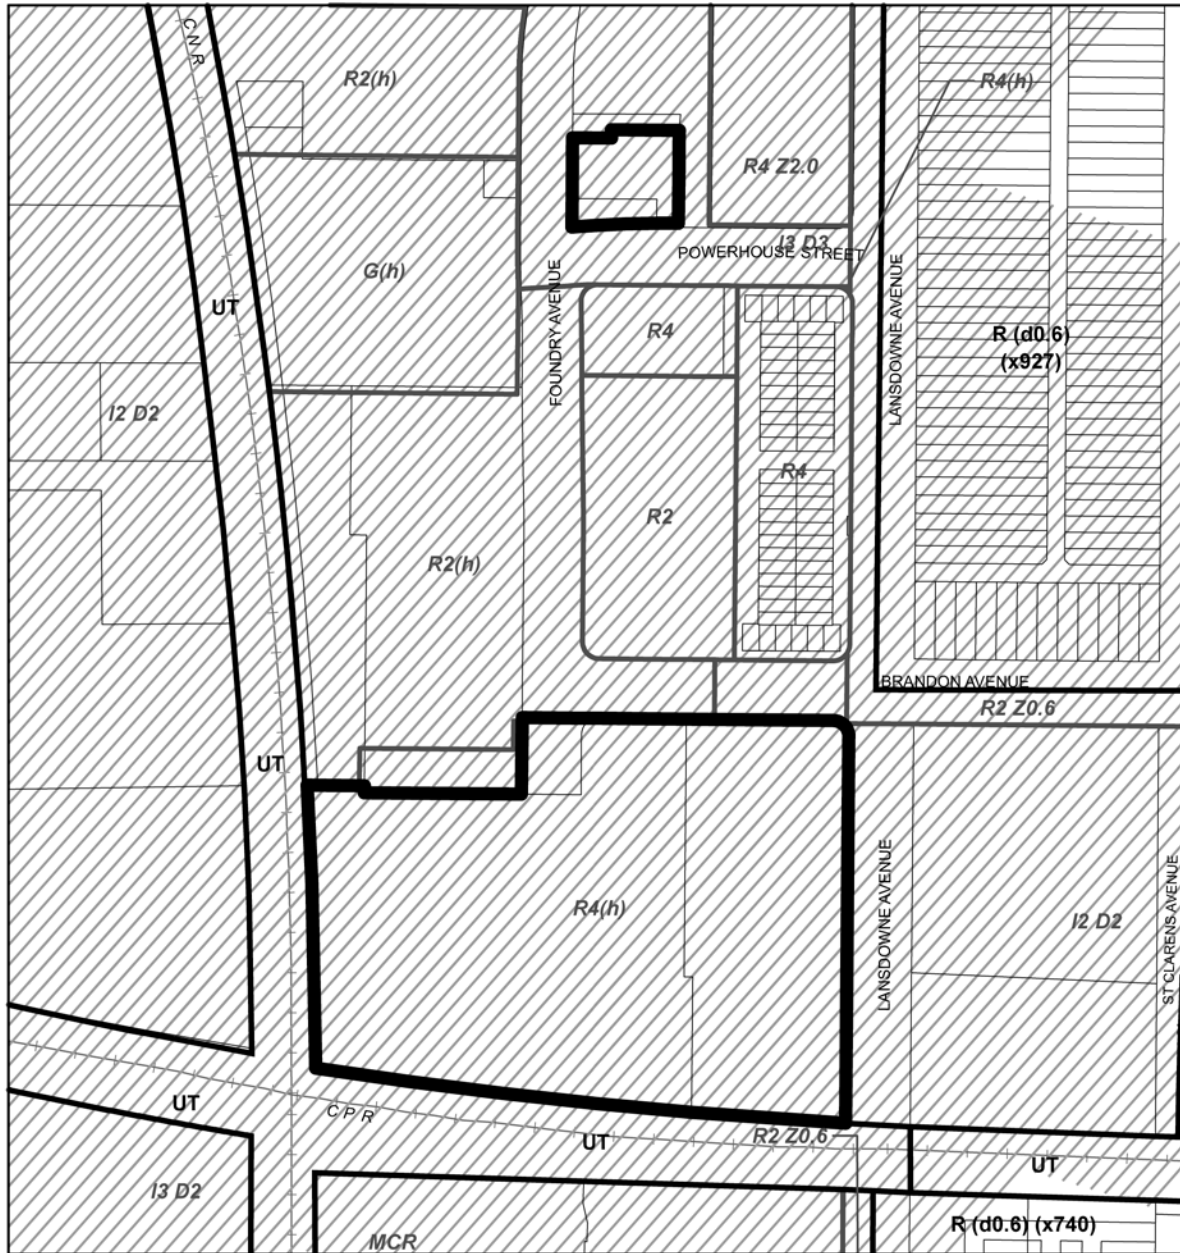 C N R
R2(h)
R4(h)
R4 Z2.0
I3 D3
POWERHOUSE STREET
G(h)
FOUNDRY AVENUE
LANSDOWNE AVENUE
UT
R4
R (d0.6)
(x927)
I2 D2
R4
R2
R2(h)
BRANDON AVENUE
R2 Z0.6
UT
LANSDOWNE AVENUE
ST CLARENS AVENUE
R4(h)
I2 D2
UT
C P R
UT
R2 Z0.6
UT
I3 D2
MCR
R (d0.6) (x740)